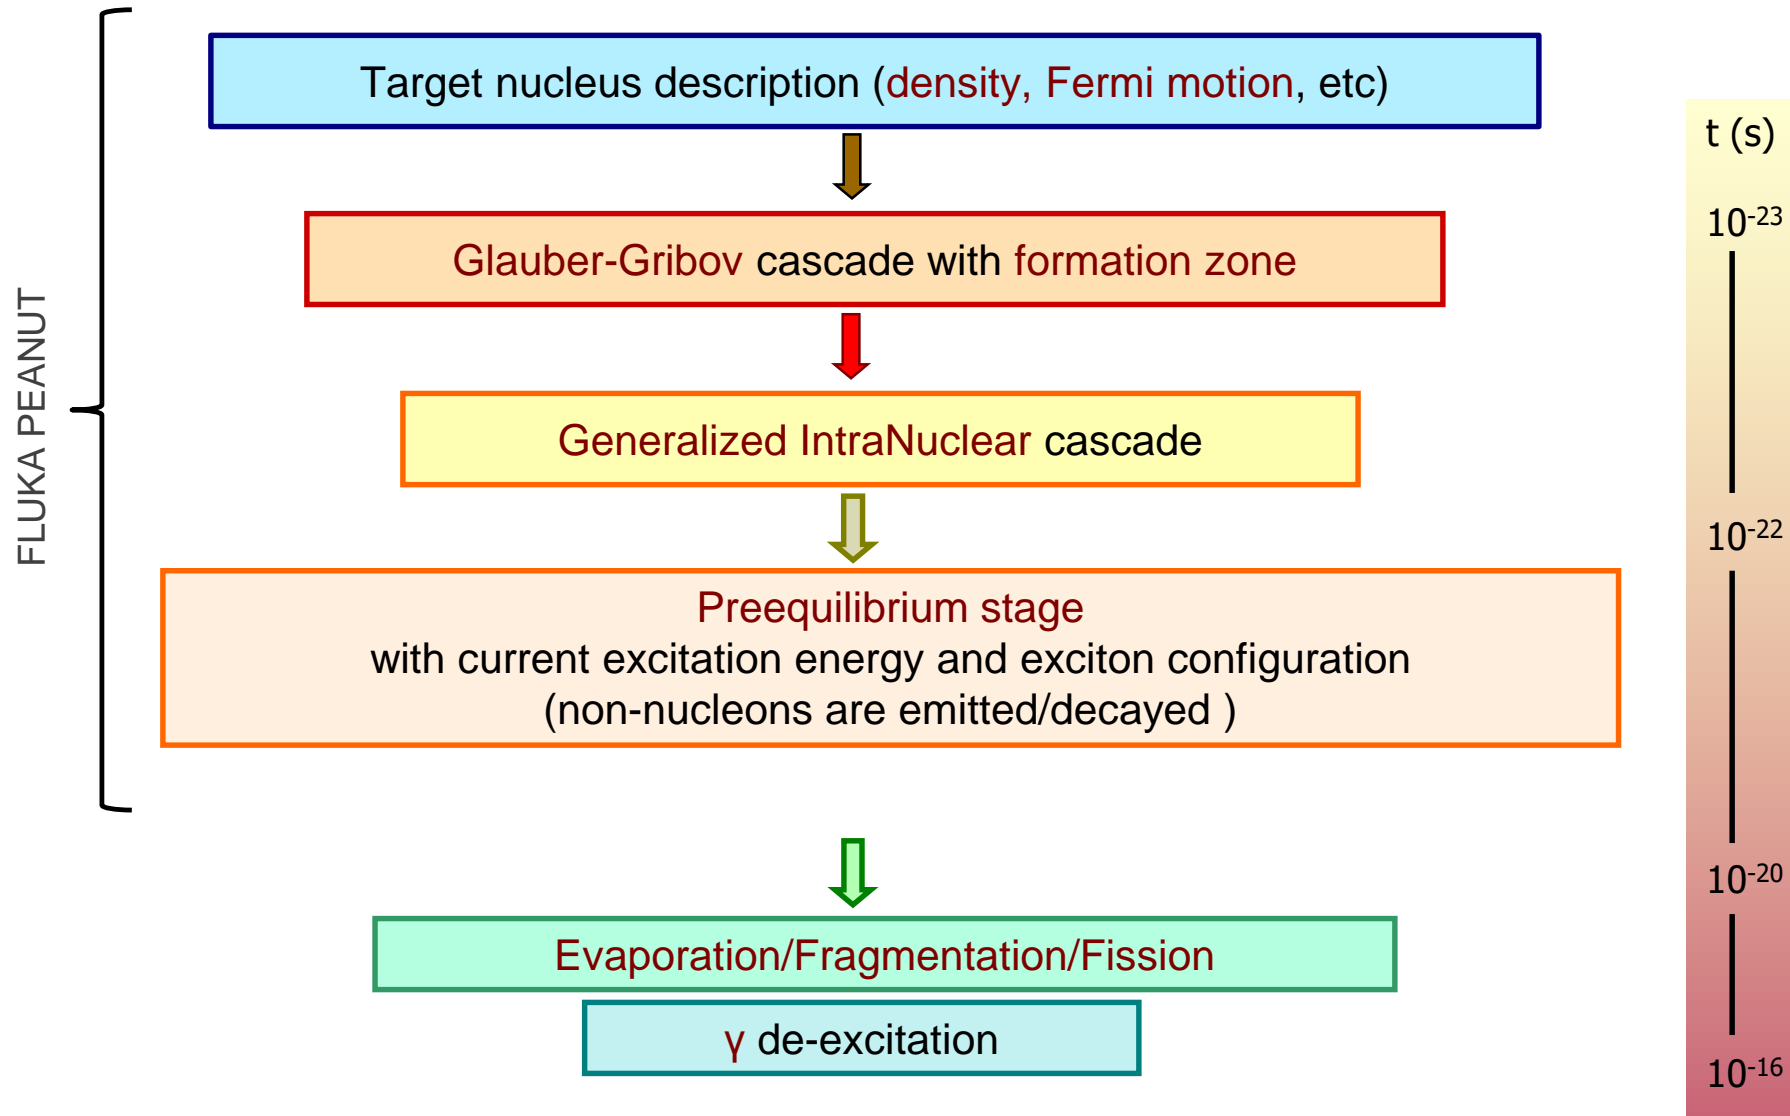 FLUKA PEANUT
Target nucleus description (density, Fermi motion, etc)
Glauber-Gribov cascade with formation zone
Generalized IntraNuclear cascade
Preequilibrium stage
with current excitation energy and exciton configuration
(non-nucleons are emitted/decayed )
Evaporation/Fragmentation/Fission
γ de-excitation
t (s)
10⁻²³
10⁻²²
10⁻²⁰
10⁻¹⁶